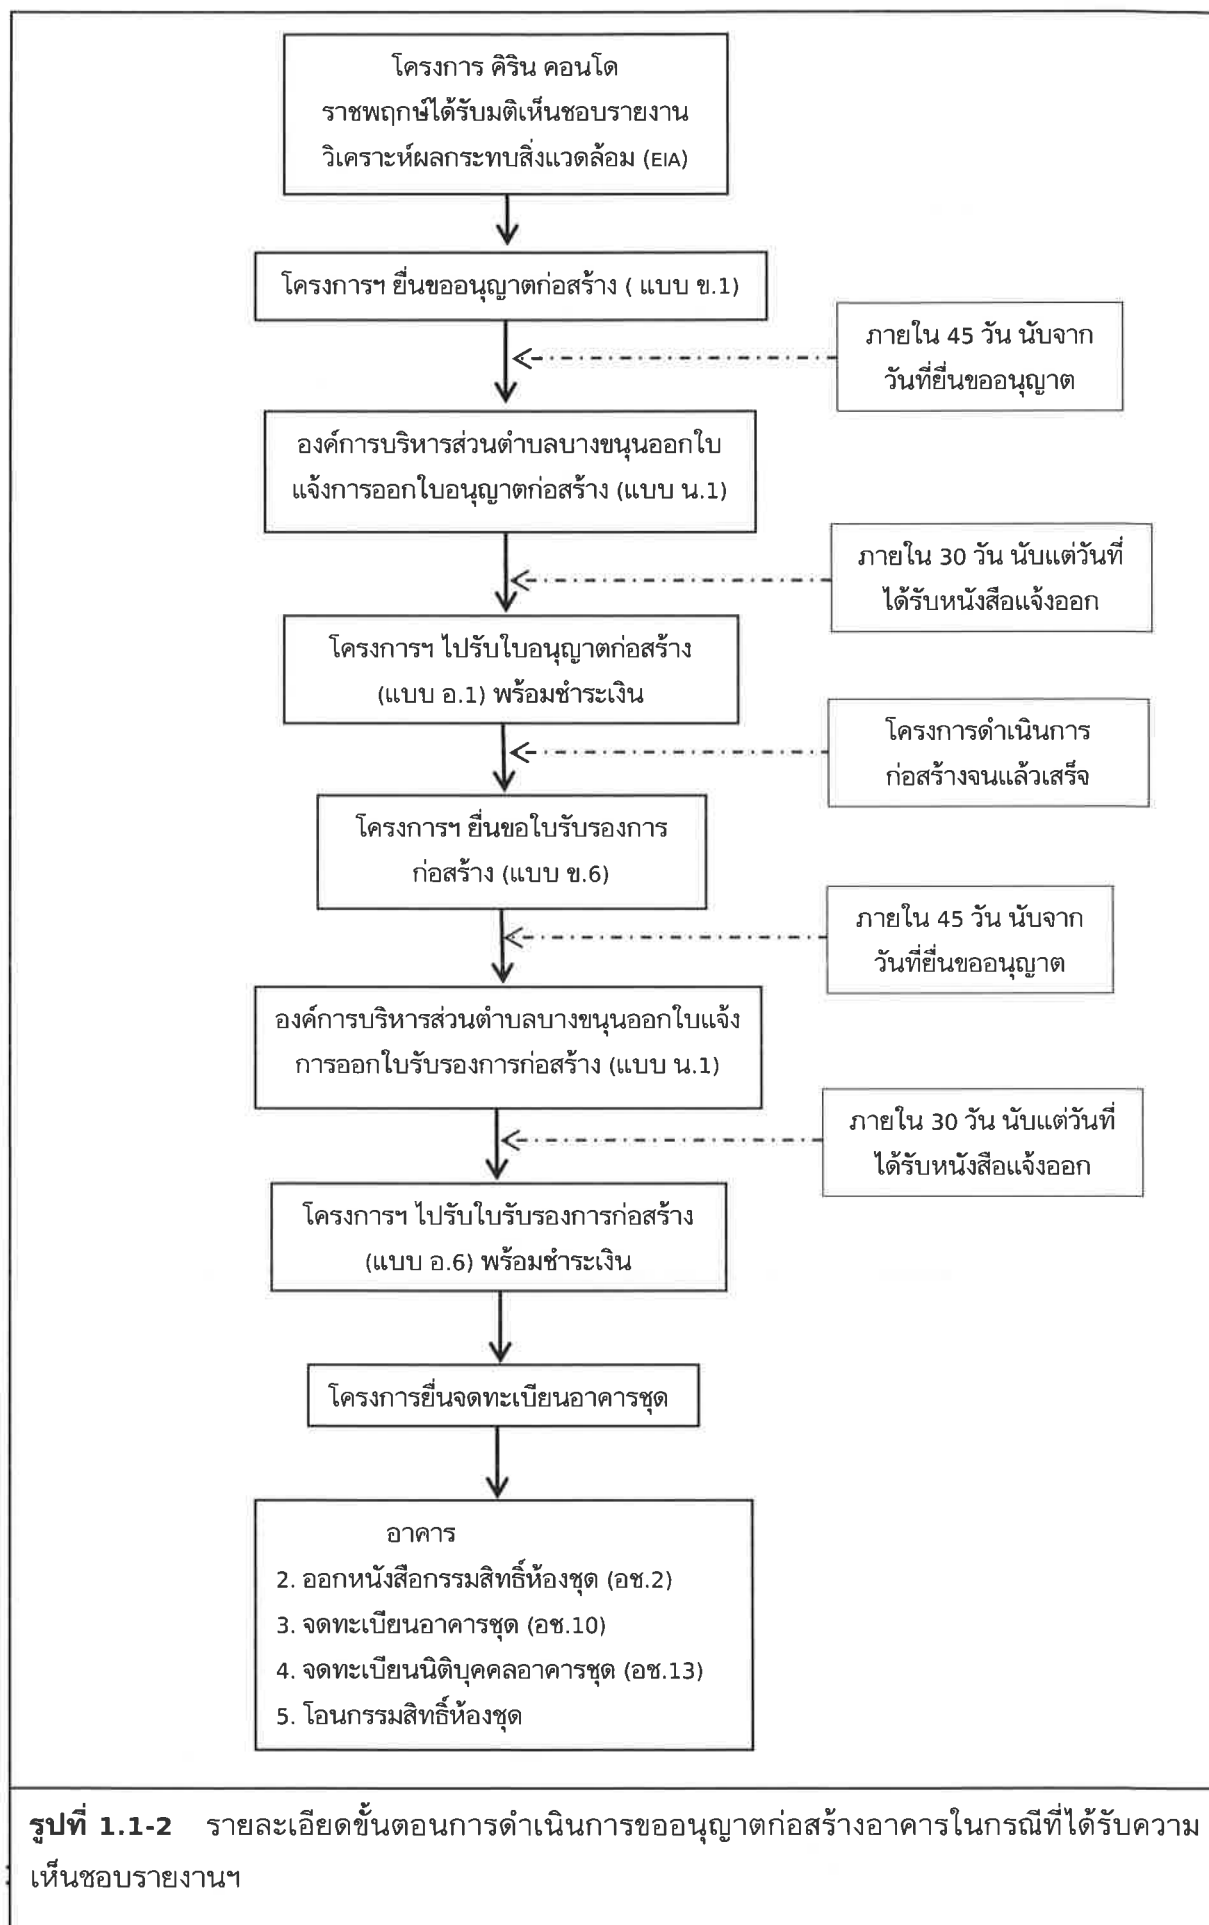 โครงการ คิริน คอนโด
ราชพฤกษ์ได้รับมติเห็นชอบรายงาน
วิเคราะห์ผลกระทบสิ่งแวดล้อม (EIA)
โครงการฯ ยื่นขออนุญาตก่อสร้าง ( แบบ ข.1)
ภายใน 45 วัน นับจาก
วันที่ยื่นขออนุญาต
องค์การบริหารส่วนตำบลบางขนุนออกใบ
แจ้งการออกใบอนุญาตก่อสร้าง (แบบ น.1)
ภายใน 30 วัน นับแต่วันที่
ได้รับหนังสือแจ้งออก
โครงการฯ ไปรับใบอนุญาตก่อสร้าง
(แบบ อ.1) พร้อมชำระเงิน
โครงการดำเนินการ
ก่อสร้างจนแล้วเสร็จ
โครงการฯ ยื่นขอใบรับรองการ
ก่อสร้าง (แบบ ข.6)
ภายใน 45 วัน นับจาก
วันที่ยื่นขออนุญาต
องค์การบริหารส่วนตำบลบางขนุนออกใบแจ้ง
การออกใบรับรองการก่อสร้าง (แบบ น.1)
ภายใน 30 วัน นับแต่วันที่
ได้รับหนังสือแจ้งออก
โครงการฯ ไปรับใบรับรองการก่อสร้าง
(แบบ อ.6) พร้อมชำระเงิน
โครงการยื่นจดทะเบียนอาคารชุด
อาคาร
2. ออกหนังสือกรรมสิทธิ์ห้องชุด (อช.2)
3. จดทะเบียนอาคารชุด (อช.10)
4. จดทะเบียนนิติบุคคลอาคารชุด (อช.13)
5. โอนกรรมสิทธิ์ห้องชุด
รูปที่ 1.1-2 รายละเอียดขั้นตอนการดำเนินการขออนุญาตก่อสร้างอาคารในกรณีที่ได้รับความ
เห็นชอบรายงานฯ